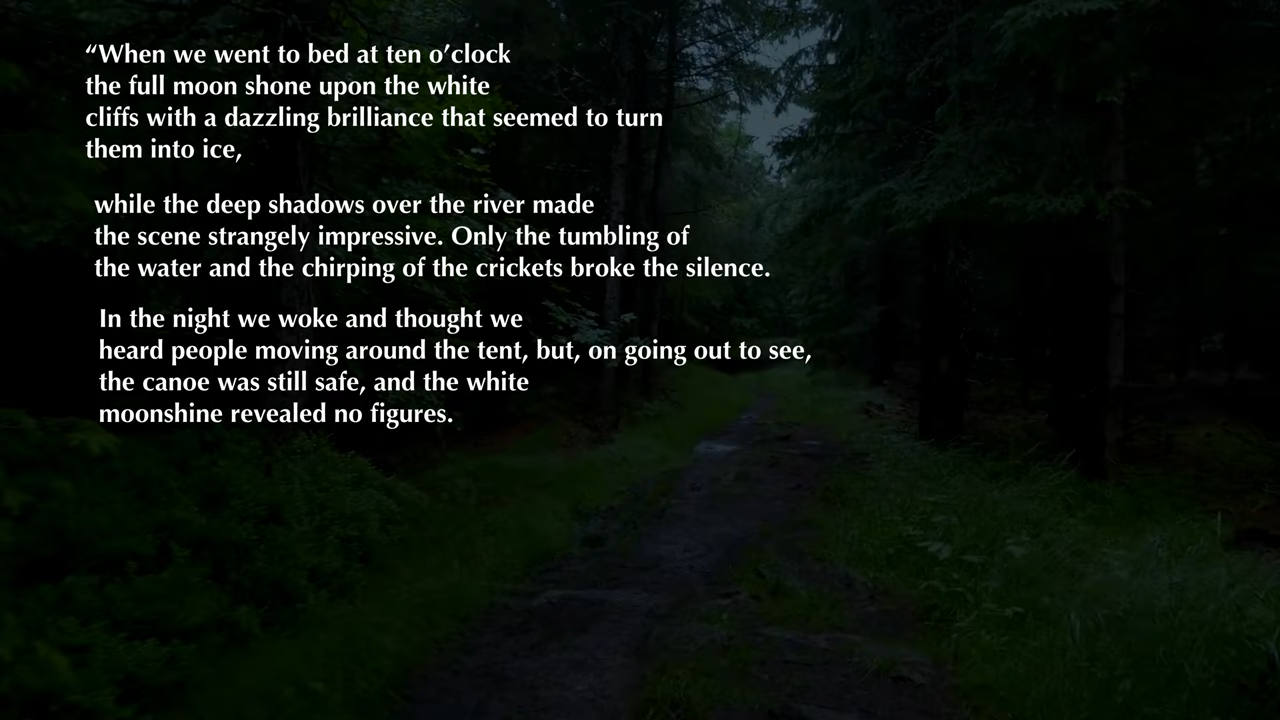 “When we went to bed at ten o’clock
the full moon shone upon the white
cliffs with a dazzling brilliance that seemed to turn
them into ice,
while the deep shadows over the river made
the scene strangely impressive. Only the tumbling of
the water and the chirping of the crickets broke the silence.
In the night we woke and thought we
heard people moving around the tent, but, on going out to see,
the canoe was still safe, and the white
moonshine revealed no figures.